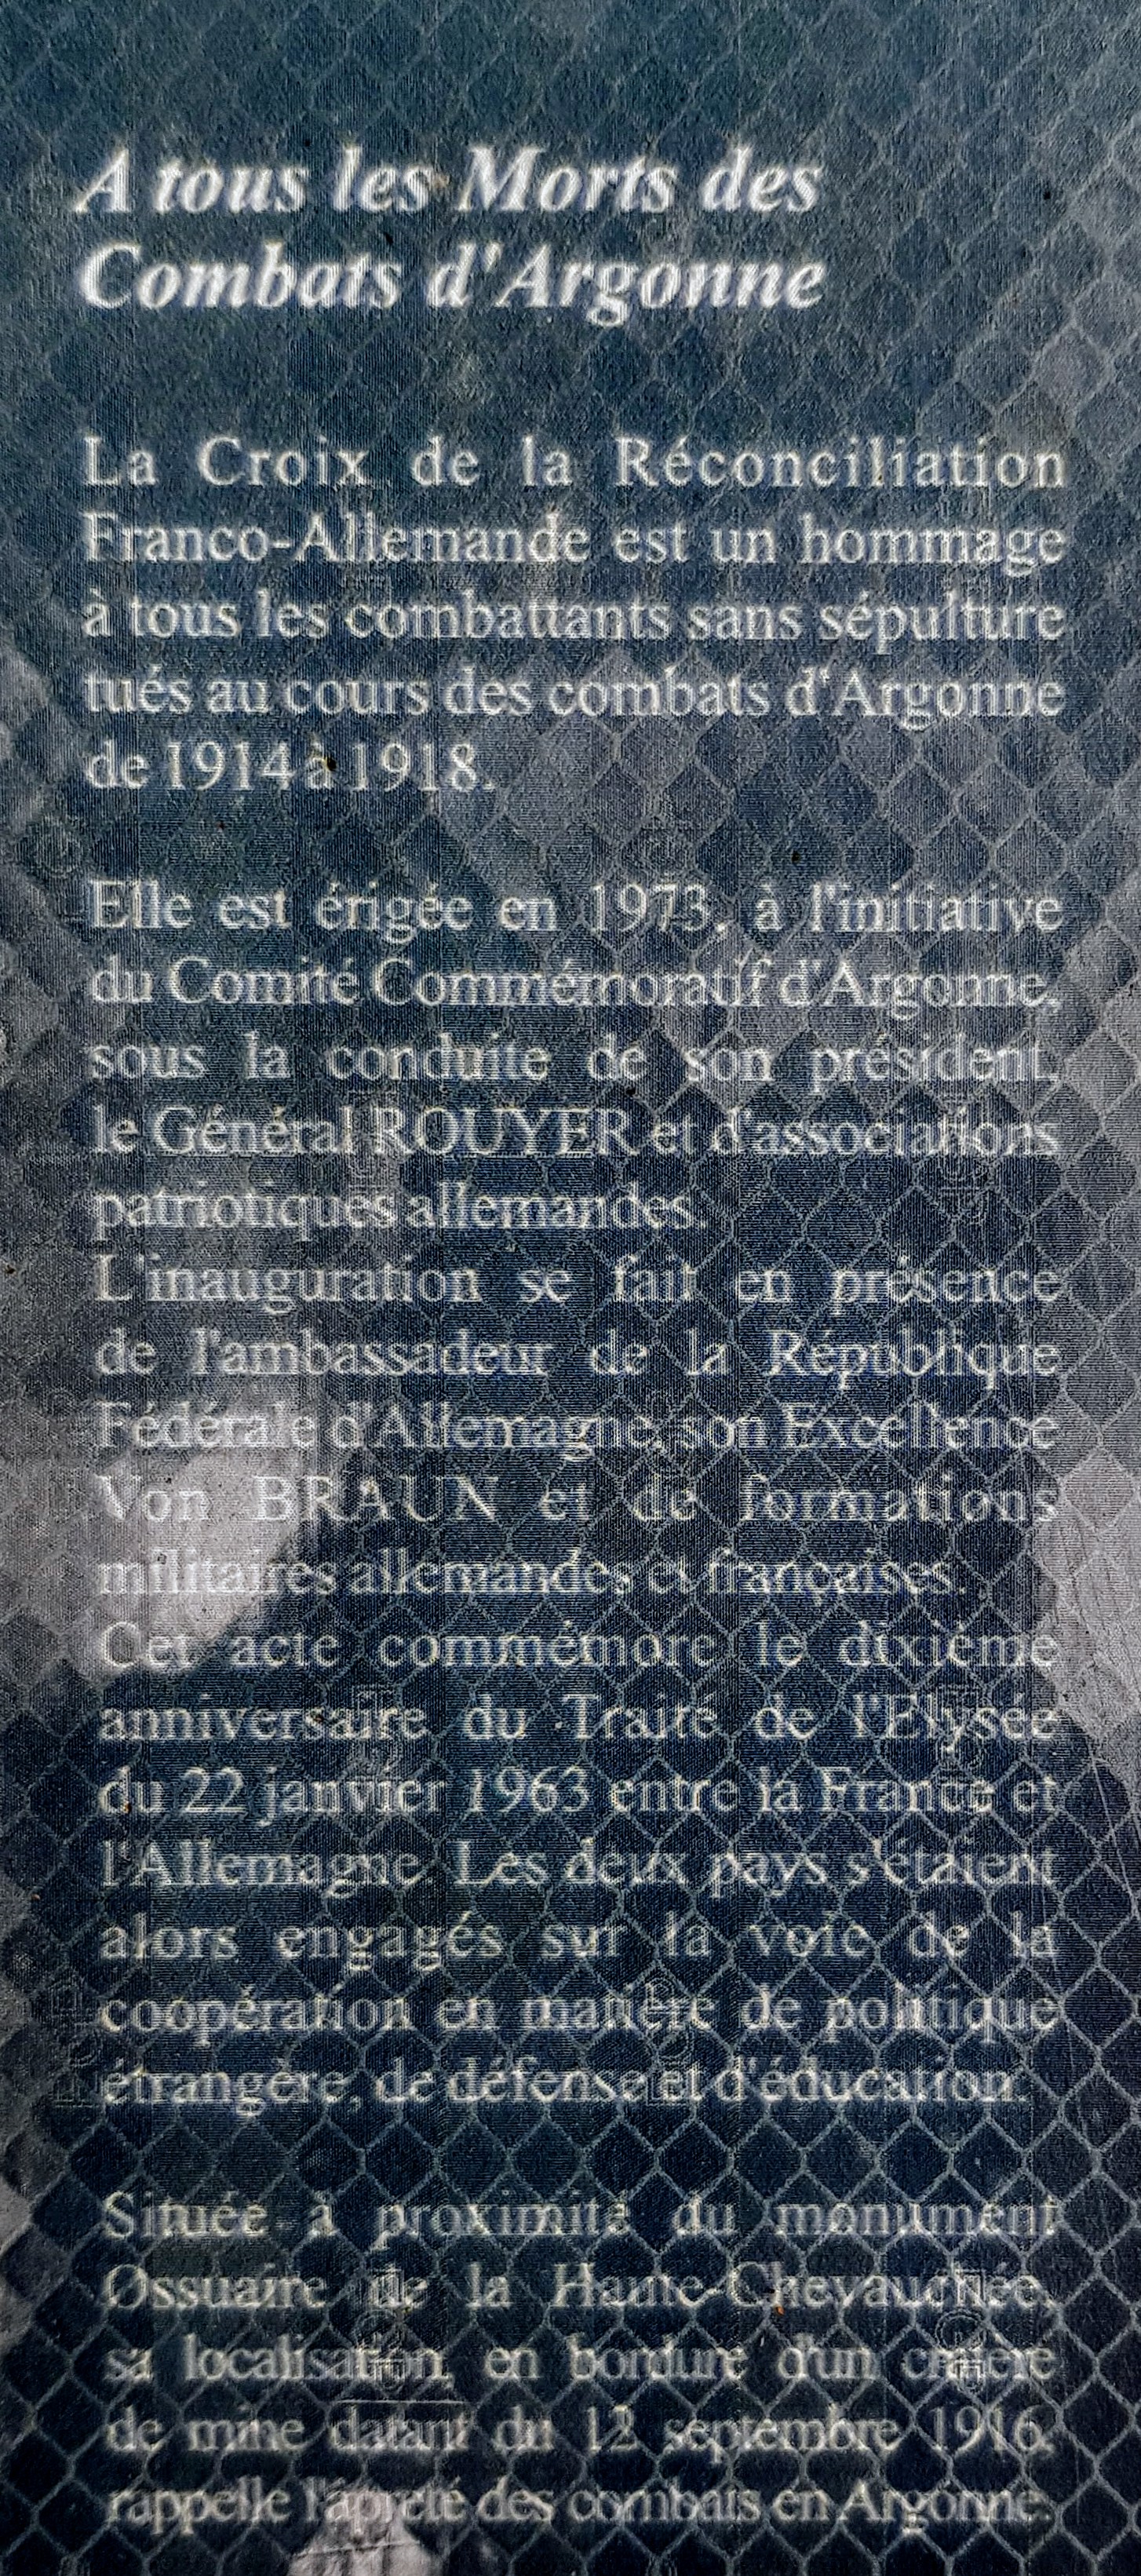 A tous les Morts des
Combats d'Argonne
La Croix de la Réconciliation
Franco-Allemande est un hommage
à tous les combattants sans sépulture
tués au cours des combats d'Argonne
de 1914 à 1918.
Elle est érigée en 1973, à l'initiative
du Comité Commémoratif d'Argonne,
sous la conduite de son président,
le Général ROUYER et d'associations
patriotiques allemandes.
L'inauguration se fait en présence
de l'ambassadeur de la République
Fédérale d'Allemagne, son Excellence
Von BRAUN et de formations
militaires allemandes et françaises.
Cet acte commémore le dixième
anniversaire du Traité de l'Elysée
du 22 janvier 1963 entre la France et
l'Allemagne. Les deux pays s'étaient
alors engagés sur la voie de la
coopération en matière de politique
étrangère, de défense et d'éducation.
Située à proximité du monument
Ossuaire de la Haute-Chevauchée,
sa localisation, en bordure d'un cratère
de mine datant du 12 septembre 1916,
rappelle l'apreté des combats en Argonne.